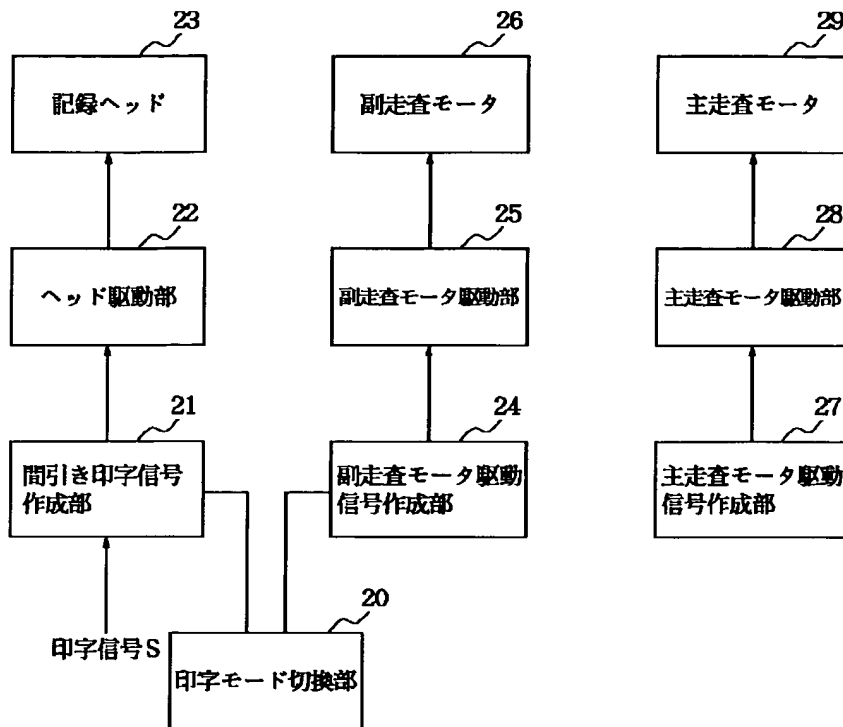 23
26
29
記録ヘッド
副走査モータ
主走査モータ
22
25
28
ヘッド駆動部
副走査モータ駆動部
主走査モータ駆動部
21
24
27
間引き印字信号
作成部
副走査モータ駆動
信号作成部
主走査モータ駆動
信号作成部
20
印字信号S
印字モード切換部